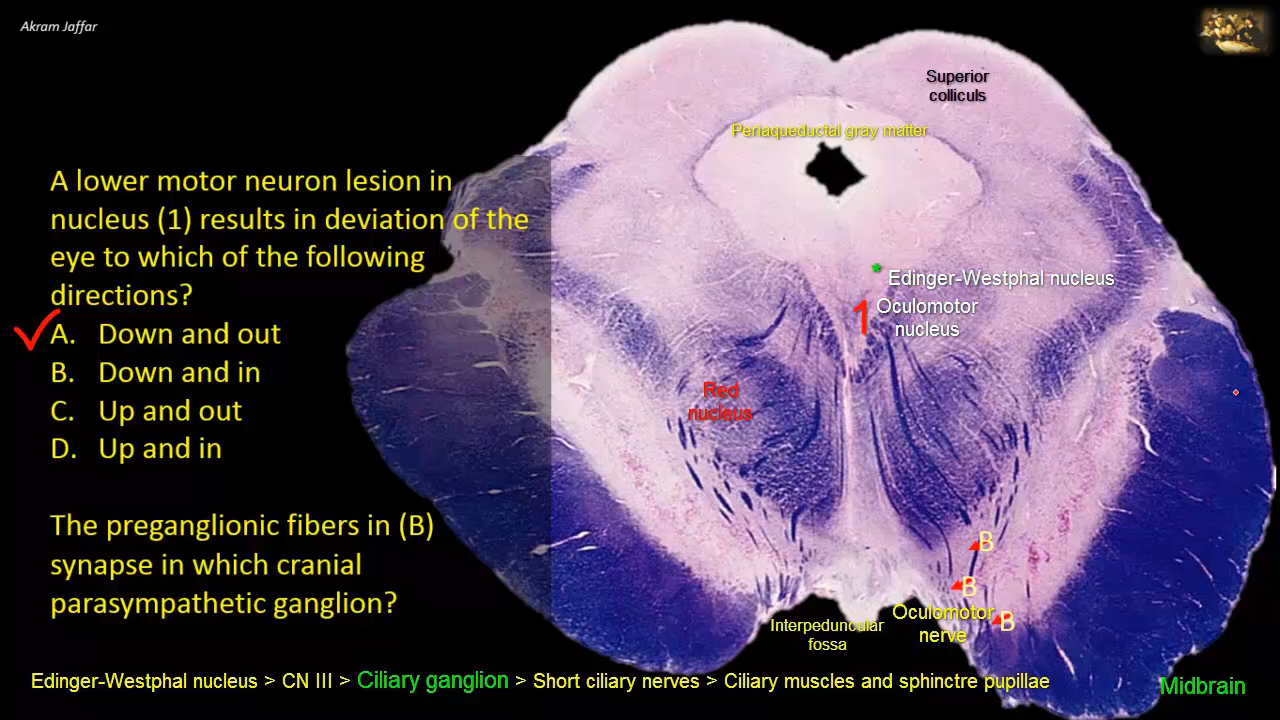 Akram Jaffar
Superior
colliculs
Periaqueductal gray matter
A lower motor neuron lesion in
nucleus (1) results in deviation of the
eye to which of the following
directions?
A. Down and out
B. Down and in
C. Up and out
D. Up and in
* Edinger-Westphal nucleus
1
Oculomotor
nucleus
Red
nucleus
The preganglionic fibers in (B)
synapse in which cranial
parasympathetic ganglion?
B
B
B
Oculomotor
nerve
Interpeduncular
fossa
Edinger-Westphal nucleus > CN III > Ciliary ganglion > Short ciliary nerves > Ciliary muscles and sphinctre pupillae
Midbrain